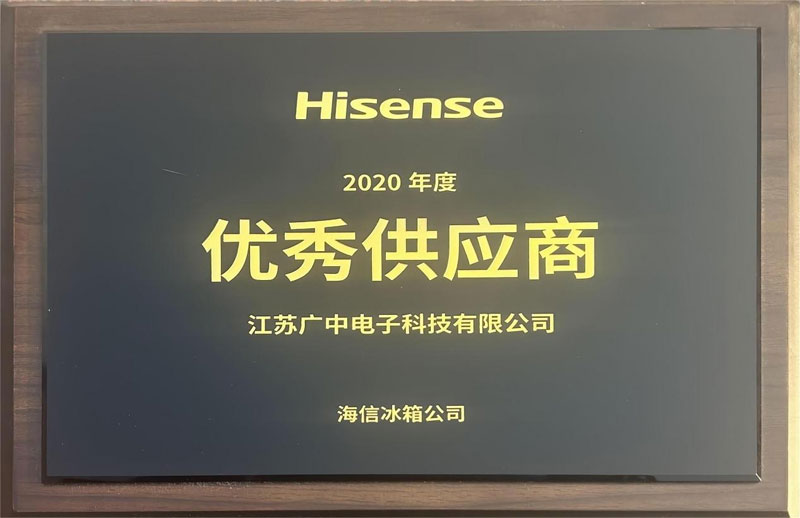 Hisense
2020 年度
优秀供应商
江苏广中电子科技有限公司
海信冰箱公司